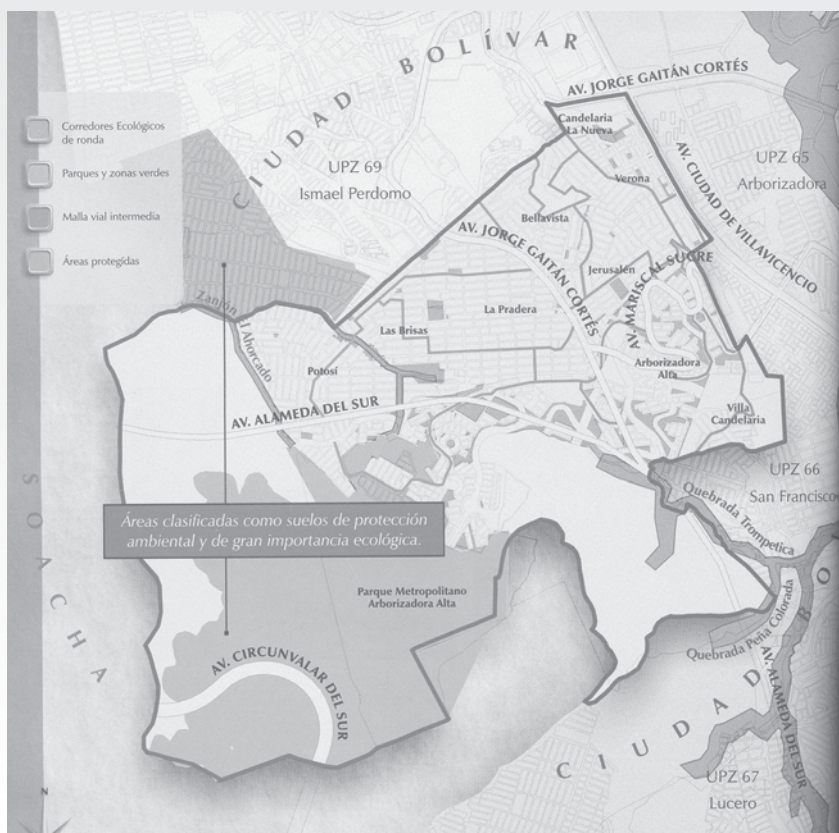 CIUDAD BOLÍVAR
AV. JORGE GAITÁN CORTÉS
Corredores Ecológicos
de ronda
Parques y zonas verdes
Malla vial intermedia
Áreas protegidas
UPZ 69
Ismael Perdomo
Candelaria
La Nueva
Verona
AV. CIUDAD DE VILLAVICENCIO
UPZ 65
Arborizadora
Bellavista
AV. JORGE GAITÁN CORTÉS
Jerusalén
AV. MARISCAL SUCRE
La Pradera
Las Brisas
Zanjón
l Ahorcado
Potosí
Arborizadora
Alta
Villa
Candelaria
AV. ALAMEDA DEL SUR
UPZ 66
San Francisco
Quebrada Trompetica
SOACHA
Áreas clasificadas como suelos de protección
ambiental y de gran importancia ecológica.
Parque Metropolitano
Arborizadora Alta
AV. CIRCUNVALAR DEL SUR
Quebrada Peña Colorada
AV. ALAMEDA DEL SUR
CIUDAD BO
UPZ 67
Lucero
N